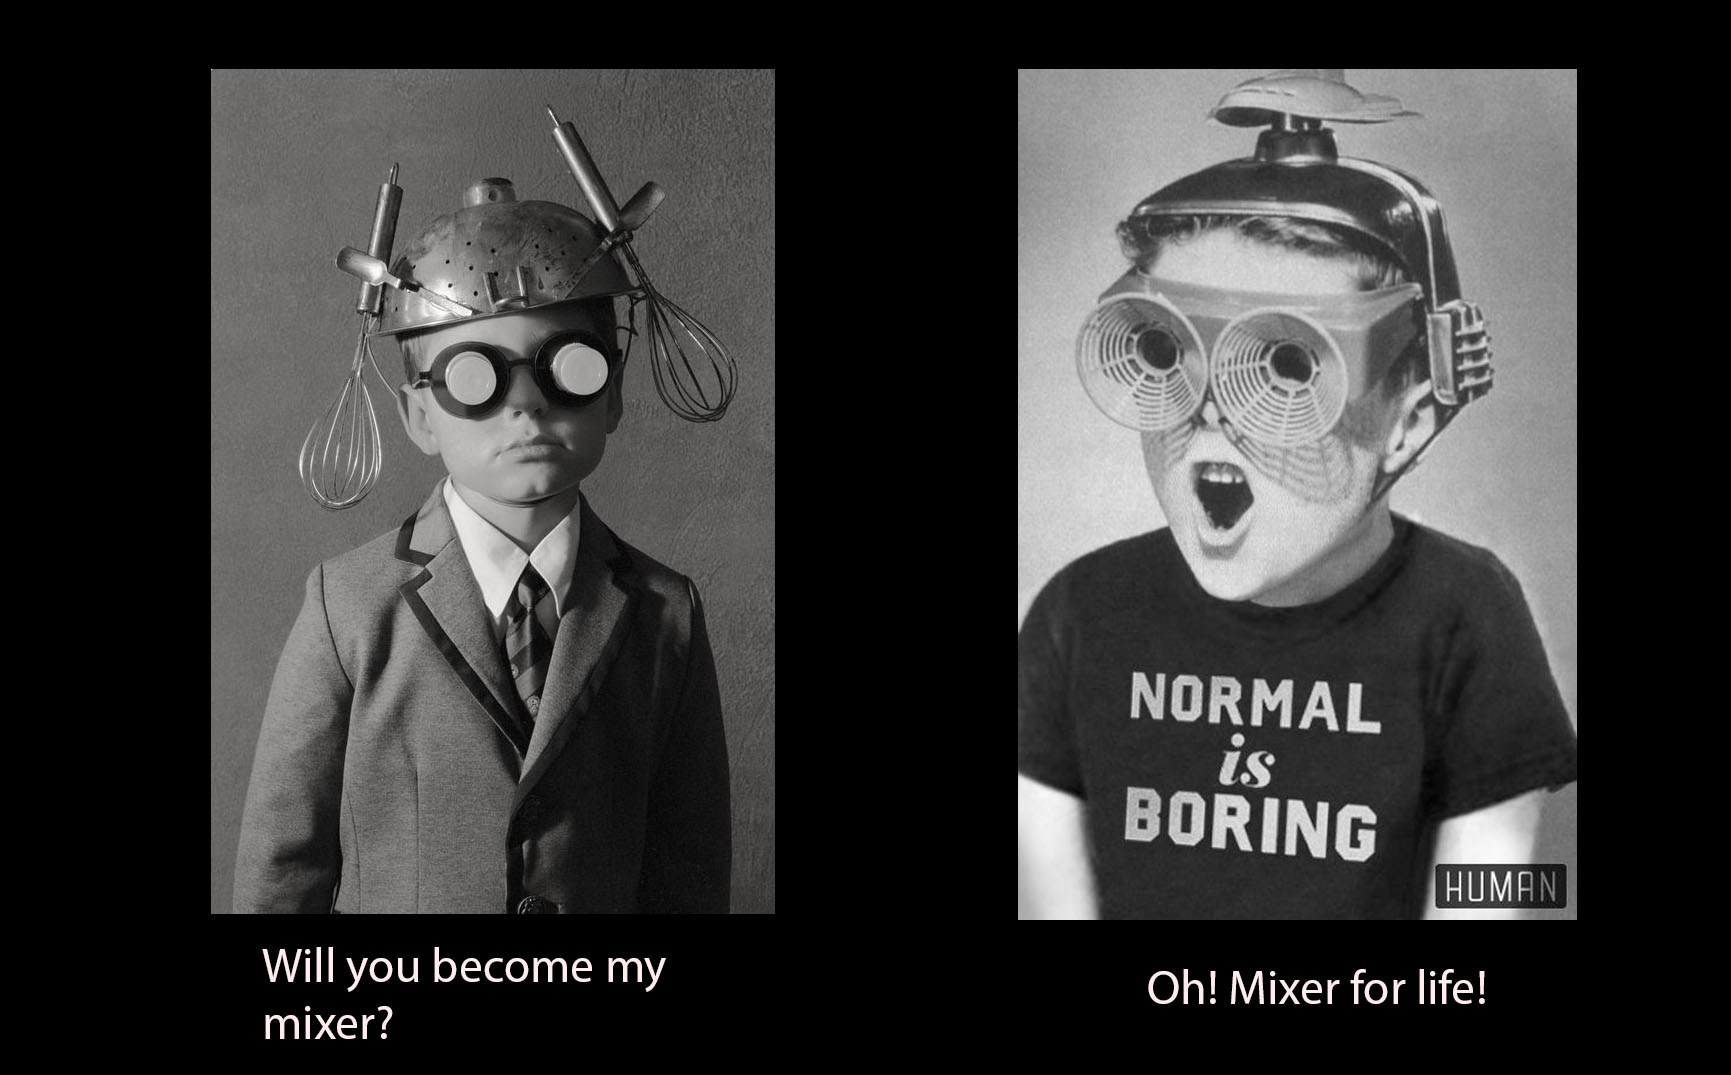 NORMAL
is
BORING
HUMAN
Will you become my
mixer?
Oh! Mixer for life!